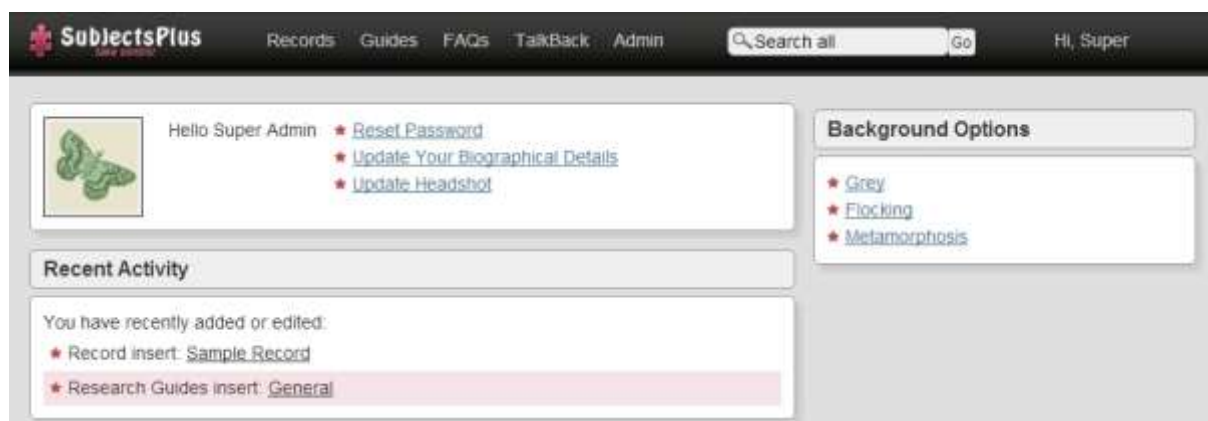 SubjectsPlus Records Guides FAQs TalkBack Admin Search all Go Hi, Super
take control
Hello Super Admin
Reset Password
Update Your Biographical Details
Update Headshot
Background Options
Grey
Flocking
Metamorphosis
Recent Activity
You have recently added or edited:
Record insert: Sample Record
Research Guides insert: General